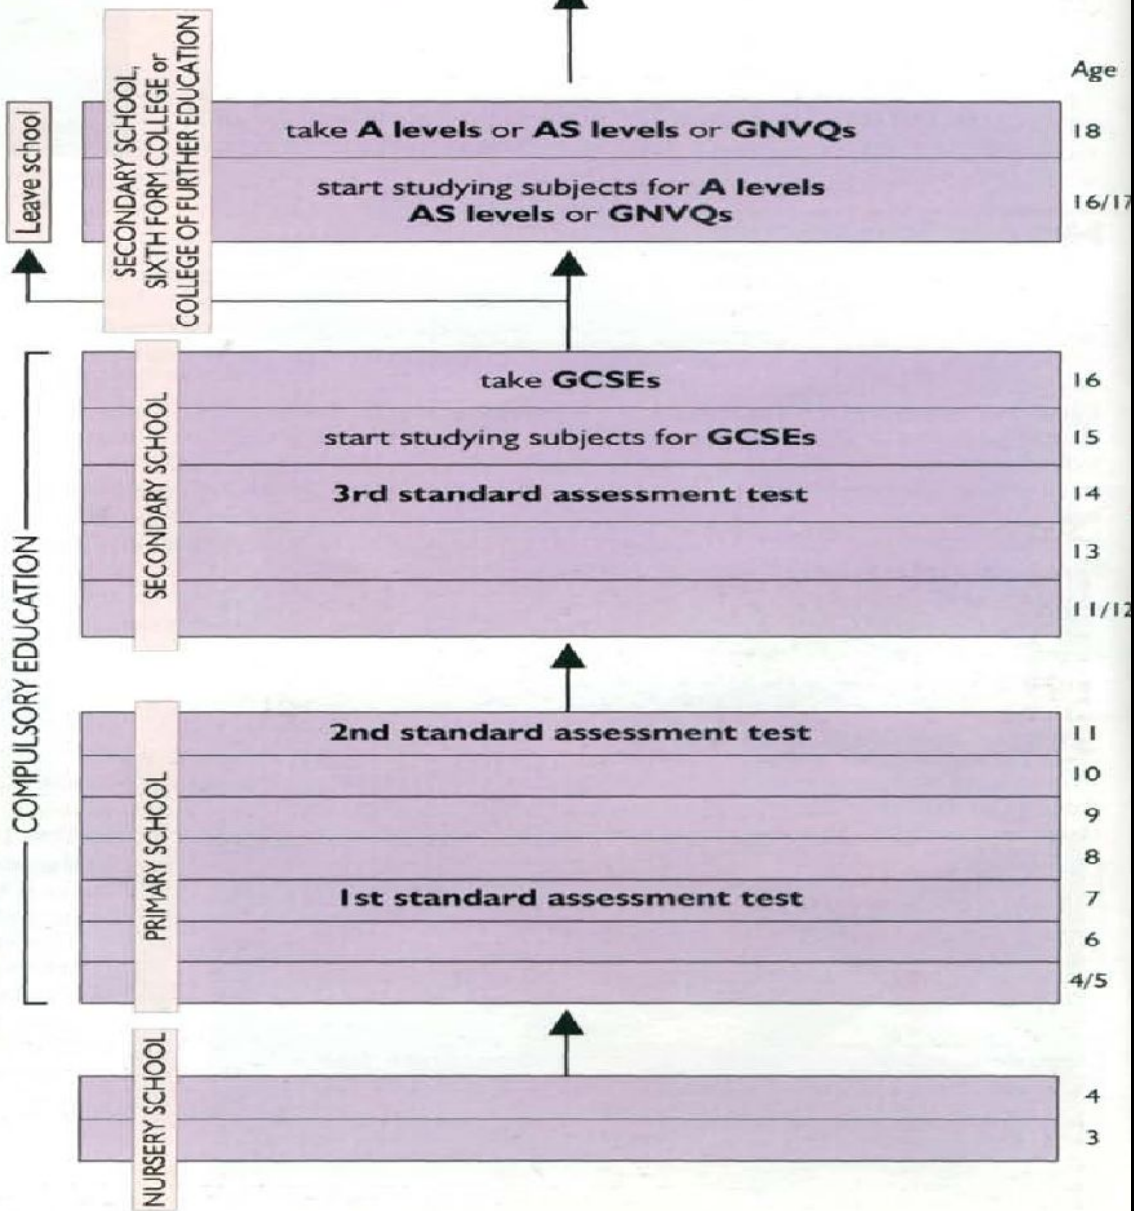 Age
Leave school
SECONDARY SCHOOL,
SIXTH FORM COLLEGE or
COLLEGE OF FURTHER EDUCATION
take A levels or AS levels or GNVQs
18
start studying subjects for A levels
AS levels or GNVQs
16/17
COMPULSORY EDUCATION
SECONDARY SCHOOL
take GCSEs
16
start studying subjects for GCSEs
15
3rd standard assessment test
14
13
11/12
PRIMARY SCHOOL
2nd standard assessment test
11
10
9
8
1st standard assessment test
7
6
4/5
NURSERY SCHOOL
4
3